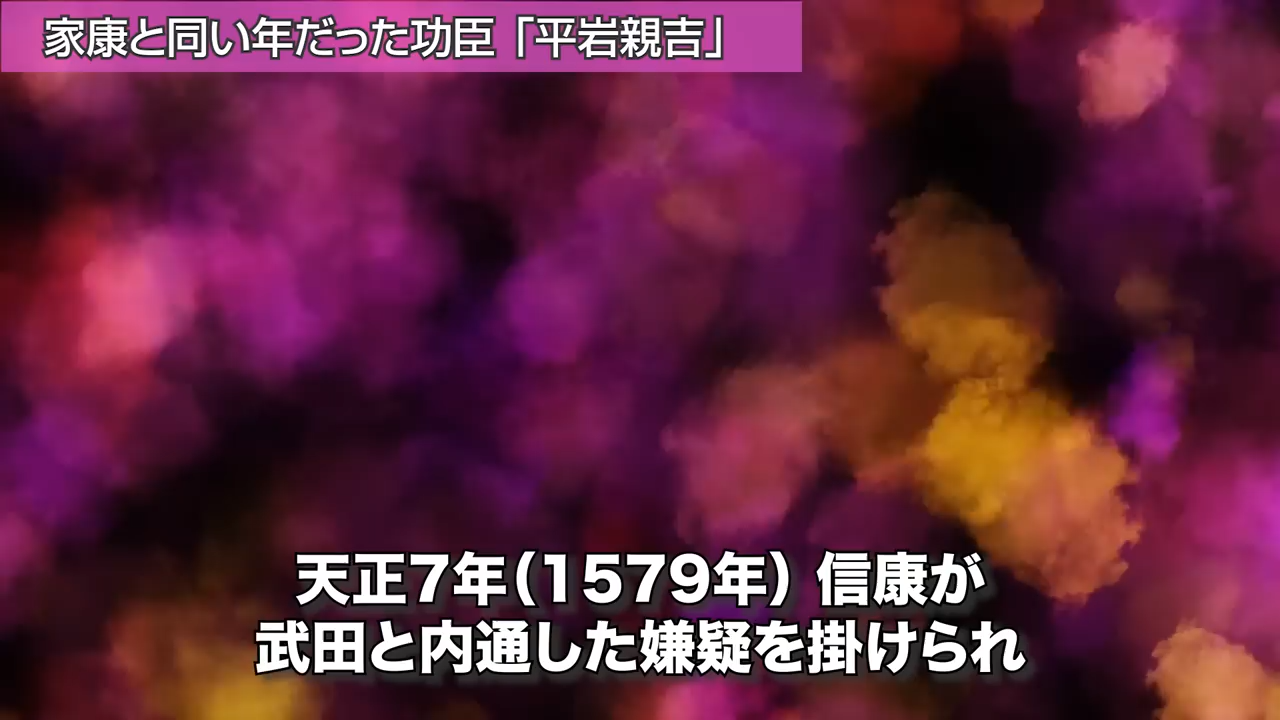 家康と同い年だった功臣「平岩親吉」
天正7年(1579年) 信康が
武田と内通した嫌疑を掛けられ